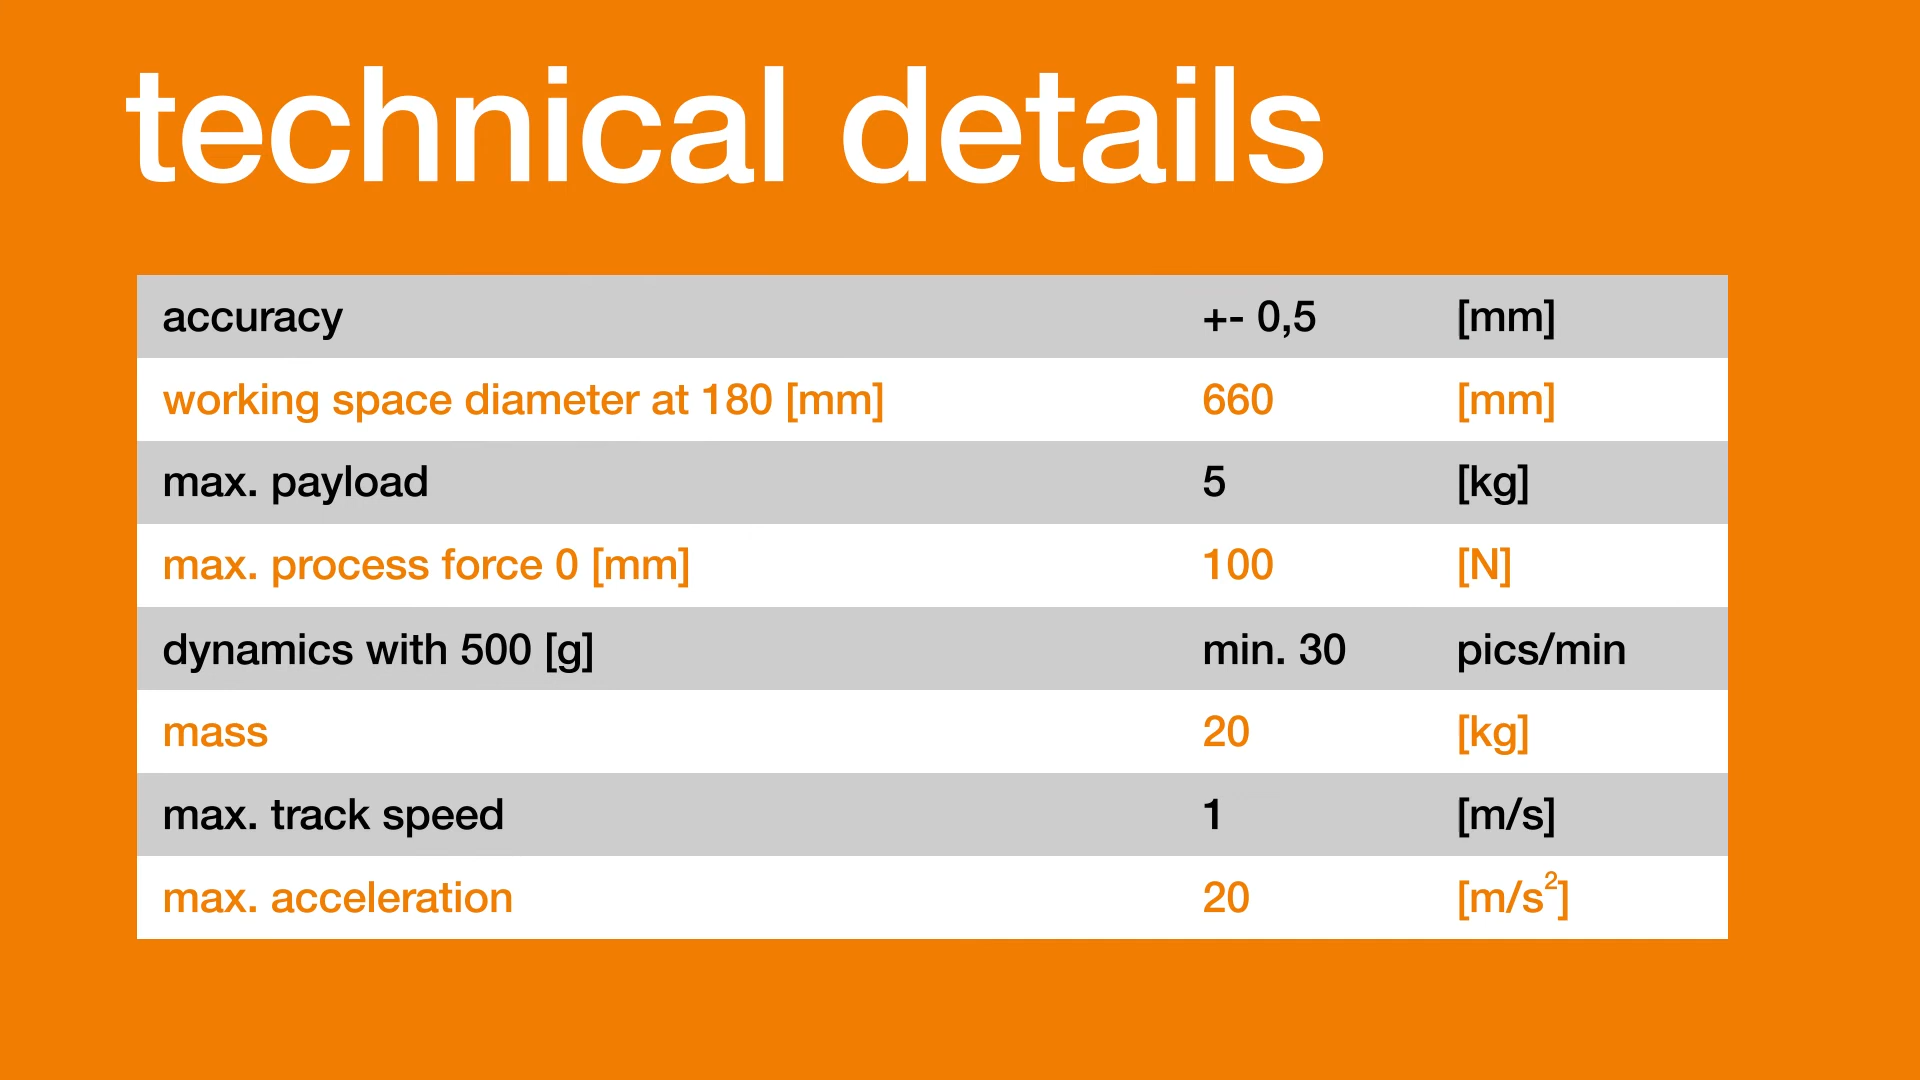 technical details
accuracy +- 0,5 [mm]
working space diameter at 180 [mm] 660 [mm]
max. payload 5 [kg]
max. process force 0 [mm] 100 [N]
dynamics with 500 [g] min. 30 pics/min
mass 20 [kg]
max. track speed 1 [m/s]
max. acceleration 20 [m/s²]